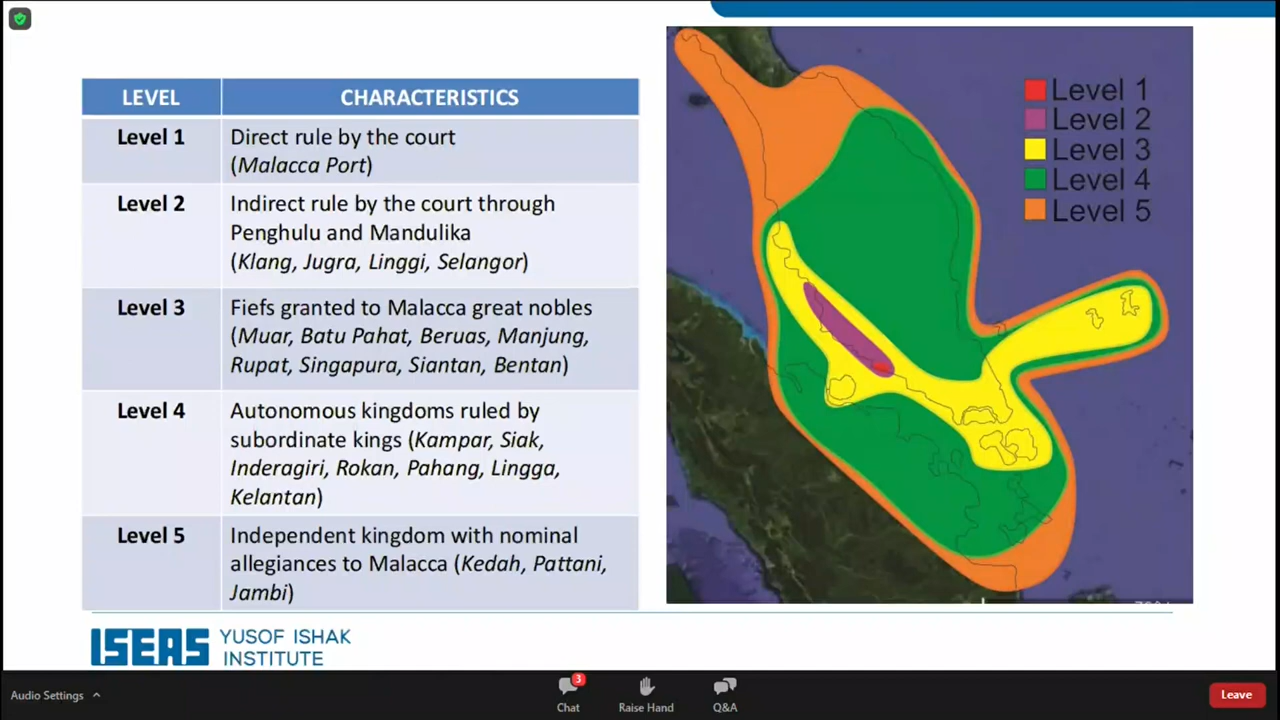 LEVEL
CHARACTERISTICS
Level 1
Direct rule by the court
(Malacca Port)
Level 2
Indirect rule by the court through
Penghulu and Mandulika
(Klang, Jugra, Linggi, Selangor)
Level 3
Fiefs granted to Malacca great nobles
(Muar, Batu Pahat, Beruas, Manjung,
Rupat, Singapura, Siantan, Bentan)
Level 4
Autonomous kingdoms ruled by
subordinate kings (Kampar, Siak,
Inderagiri, Rokan, Pahang, Lingga,
Kelantan)
Level 5
Independent kingdom with nominal
allegiances to Malacca (Kedah, Pattani,
Jambi)
Level 1
Level 2
Level 3
Level 4
Level 5
ISEAS
YUSOF ISHAK
INSTITUTE
Audio Settings
3
Chat
Raise Hand
Q&A
Leave